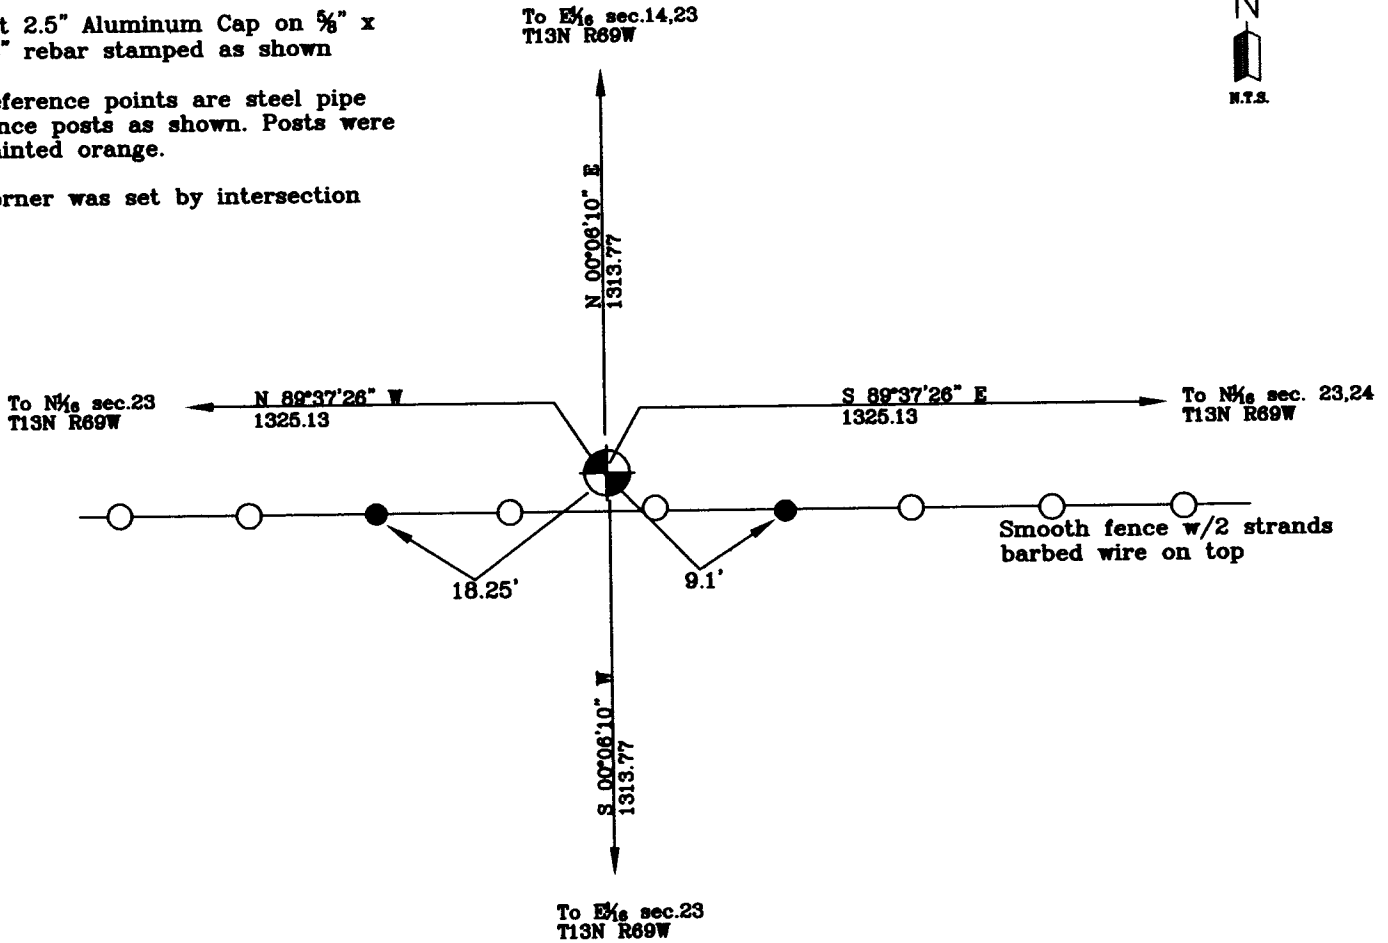 t 2.5" Aluminum Cap on ⅝" x
" rebar stamped as shown
eference points are steel pipe
nce posts as shown. Posts were
inted orange.
orner was set by intersection
To E1/16 sec.14,23
T13N R69W
N
N.T.S.
N 00°06'10" E
1313.77
To N1/16 sec.23
T13N R69W
N 89°37'26" W
1325.13
S 89°37'26" E
1325.13
To N1/16 sec. 23,24
T13N R69W
Smooth fence w/2 strands
barbed wire on top
18.25'
9.1'
S 00°06'10" W
1313.77
To E1/16 sec.23
T13N R69W